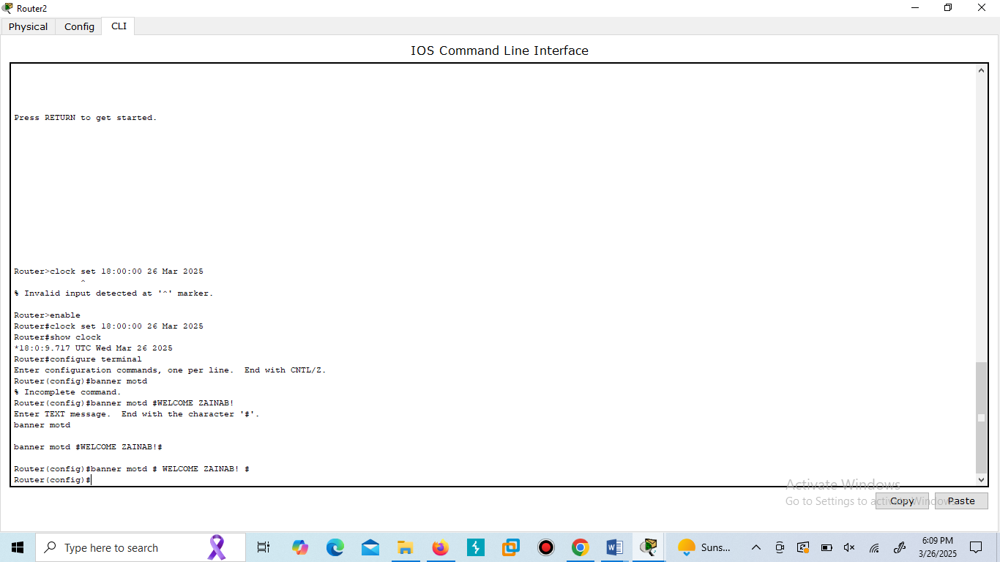 Router2
Physical Config CLI
IOS Command Line Interface
Press RETURN to get started.
Router>clock set 18:00:00 26 Mar 2025
^
% Invalid input detected at '^' marker.
Router>enable
Router#clock set 18:00:00 26 Mar 2025
Router#show clock
*18:0:9.717 UTC Wed Mar 26 2025
Router#configure terminal
Enter configuration commands, one per line.  End with CNTL/Z.
Router(config)#banner motd
% Incomplete command.
Router(config)#banner motd #WELCOME ZAINAB!
Enter TEXT message.  End with the character '#'.
banner motd
banner motd #WELCOME ZAINAB!#
Router(config)#banner motd # WELCOME ZAINAB! #
Router(config)#
Activate Windows
Go to Settings to activate Windows.
Copy Paste
Type here to search
Suns...
6:09 PM
3/26/2025